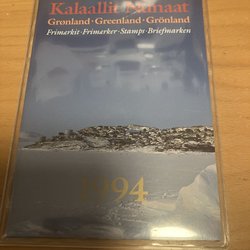 Kalaallit Nunaat
Grønland · Greenland · Grönland
Frimærkit · Frimærker · Stamps · Briefmarken
1994